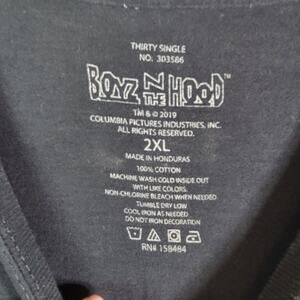 THIRTY SINGLE
NO. 303586
BOYZ N THE HOOD™
TM & © 2019
COLUMBIA PICTURES INDUSTRIES, INC.
ALL RIGHTS RESERVED.
2XL
MADE IN HONDURAS
100% COTTON
MACHINE WASH COLD INSIDE OUT
WITH LIKE COLORS.
NON-CHLORINE BLEACH WHEN NEEDED
TUMBLE DRY LOW
COOL IRON AS NEEDED
DO NOT IRON DECORATION
RN# 158484